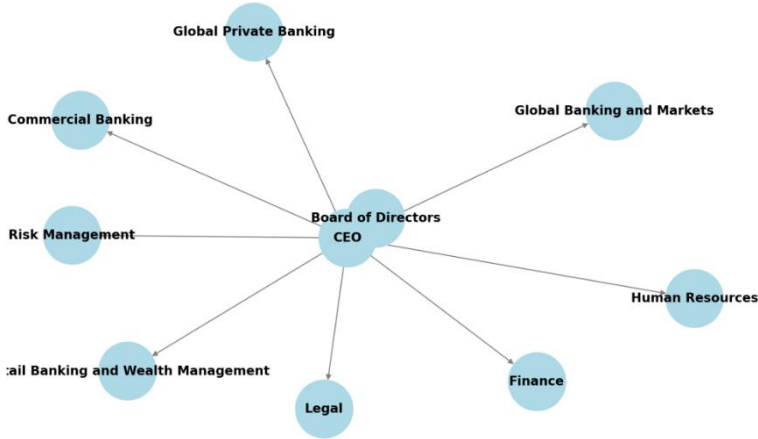 Global Private Banking
Global Banking and Markets
Commercial Banking
Board of Directors
CEO
Risk Management
Human Resources
Banking and Wealth Management
Finance
Legal